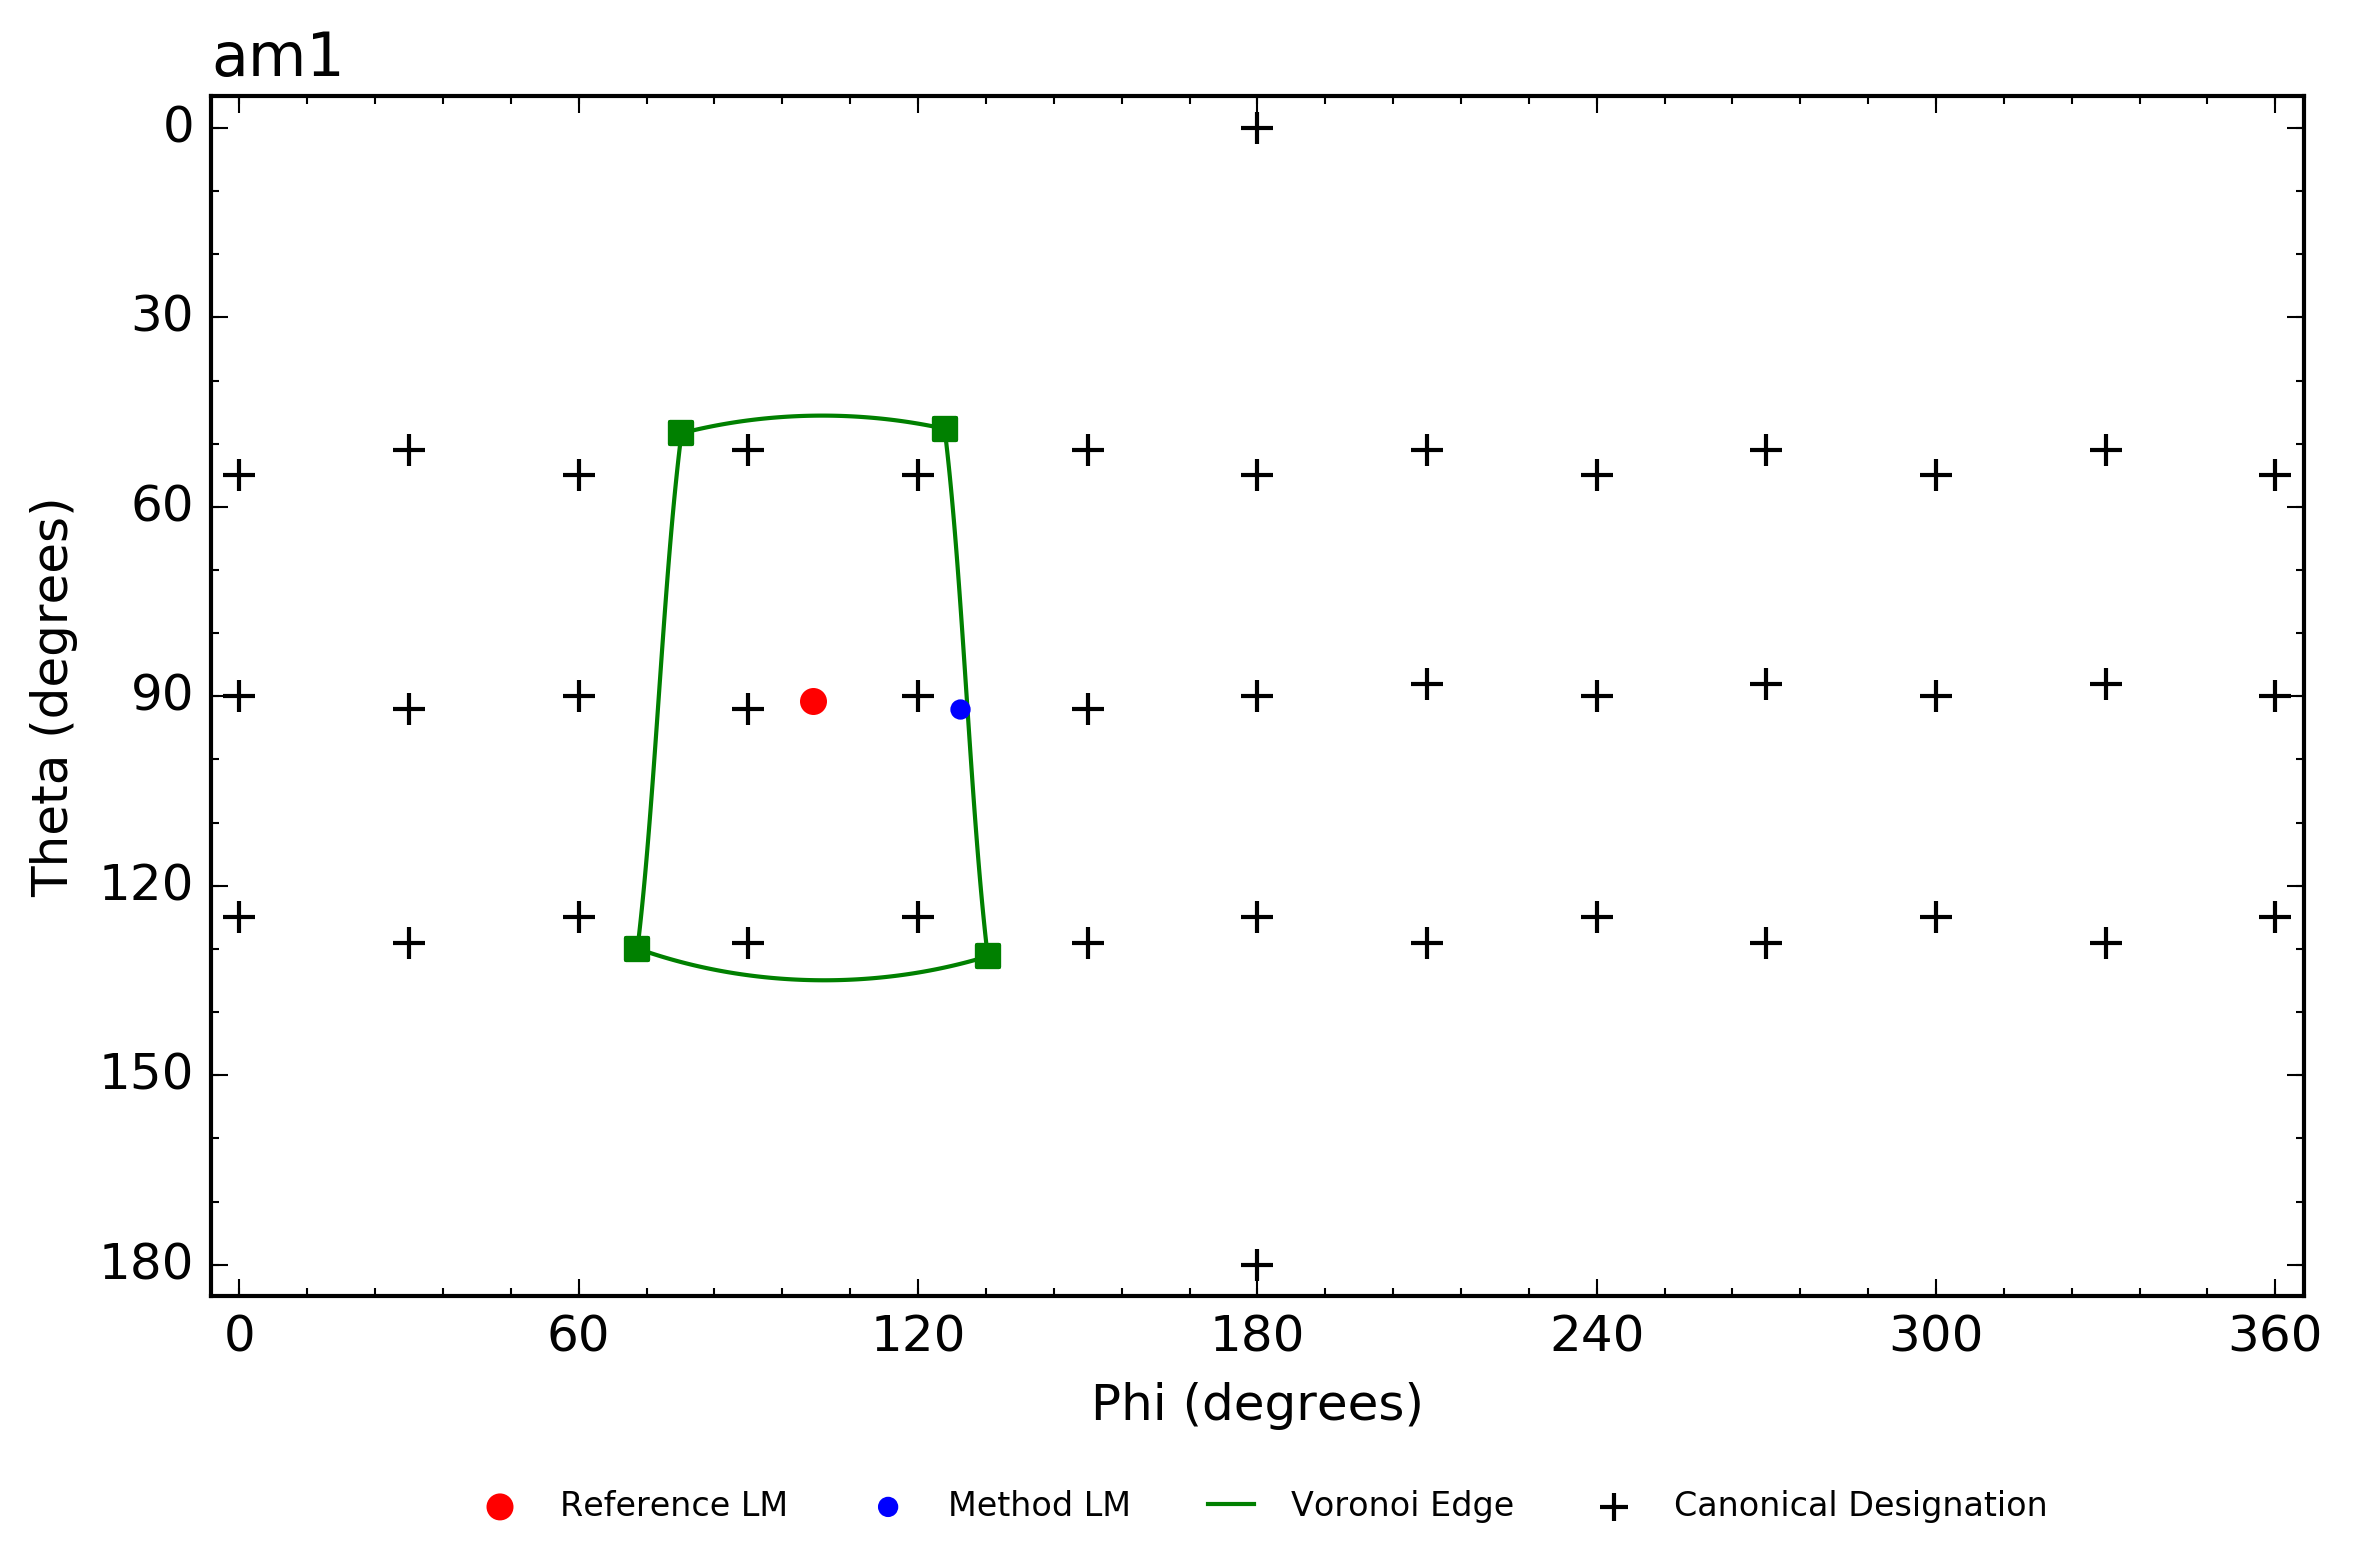 am1
0
30
60
90
120
150
180
Theta (degrees)
0 60 120 180 240 300 360
Phi (degrees)
Reference LM Method LM Voronoi Edge Canonical Designation